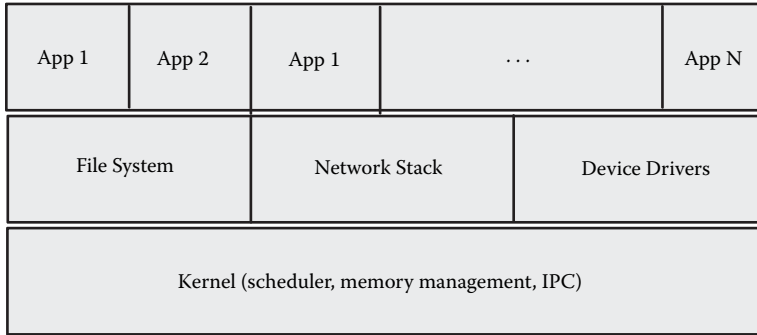 App 1
App 2
App 1
. . .
App N
File System
Network Stack
Device Drivers
Kernel (scheduler, memory management, IPC)